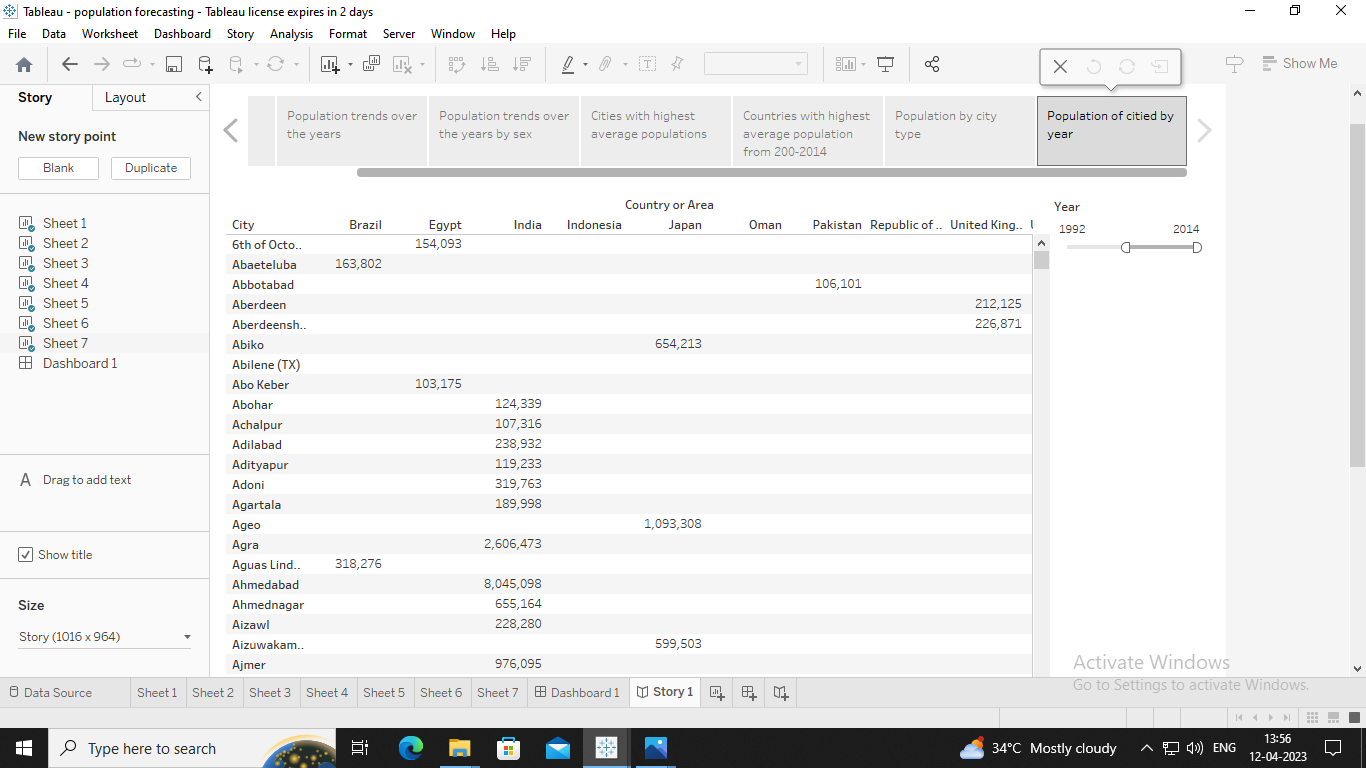 Tableau - population forecasting - Tableau license expires in 2 days
File Data Worksheet Dashboard Story Analysis Format Server Window Help
Show Me
Story Layout
New story point
Blank Duplicate
Sheet 1
Sheet 2
Sheet 3
Sheet 4
Sheet 5
Sheet 6
Sheet 7
Dashboard 1
A Drag to add text
Show title
Size
Story (1016 x 964)
Population trends over
the years
Population trends over
the years by sex
Cities with highest
average populations
Countries with highest
average population
from 200-2014
Population by city
type
Population of citied by
year
Country or Area
City Brazil Egypt India Indonesia Japan Oman Pakistan Republic of .. United King..
6th of Octo.. 154,093
Abaeteluba 163,802
Abbotabad 106,101
Aberdeen 212,125
Aberdeensh.. 226,871
Abiko 654,213
Abilene (TX)
Abo Keber 103,175
Abohar 124,339
Achalpur 107,316
Adilabad 238,932
Adityapur 119,233
Adoni 319,763
Agartala 189,998
Ageo 1,093,308
Agra 2,606,473
Aguas Lind.. 318,276
Ahmedabad 8,045,098
Ahmednagar 655,164
Aizawl 228,280
Aizuwakam.. 599,503
Ajmer 976,095
Year
1992 2014
Activate Windows
Go to Settings to activate Windows.
Data Source Sheet 1 Sheet 2 Sheet 3 Sheet 4 Sheet 5 Sheet 6 Sheet 7 Dashboard 1 Story 1
Type here to search
34°C Mostly cloudy
ENG
13:56
12-04-2023